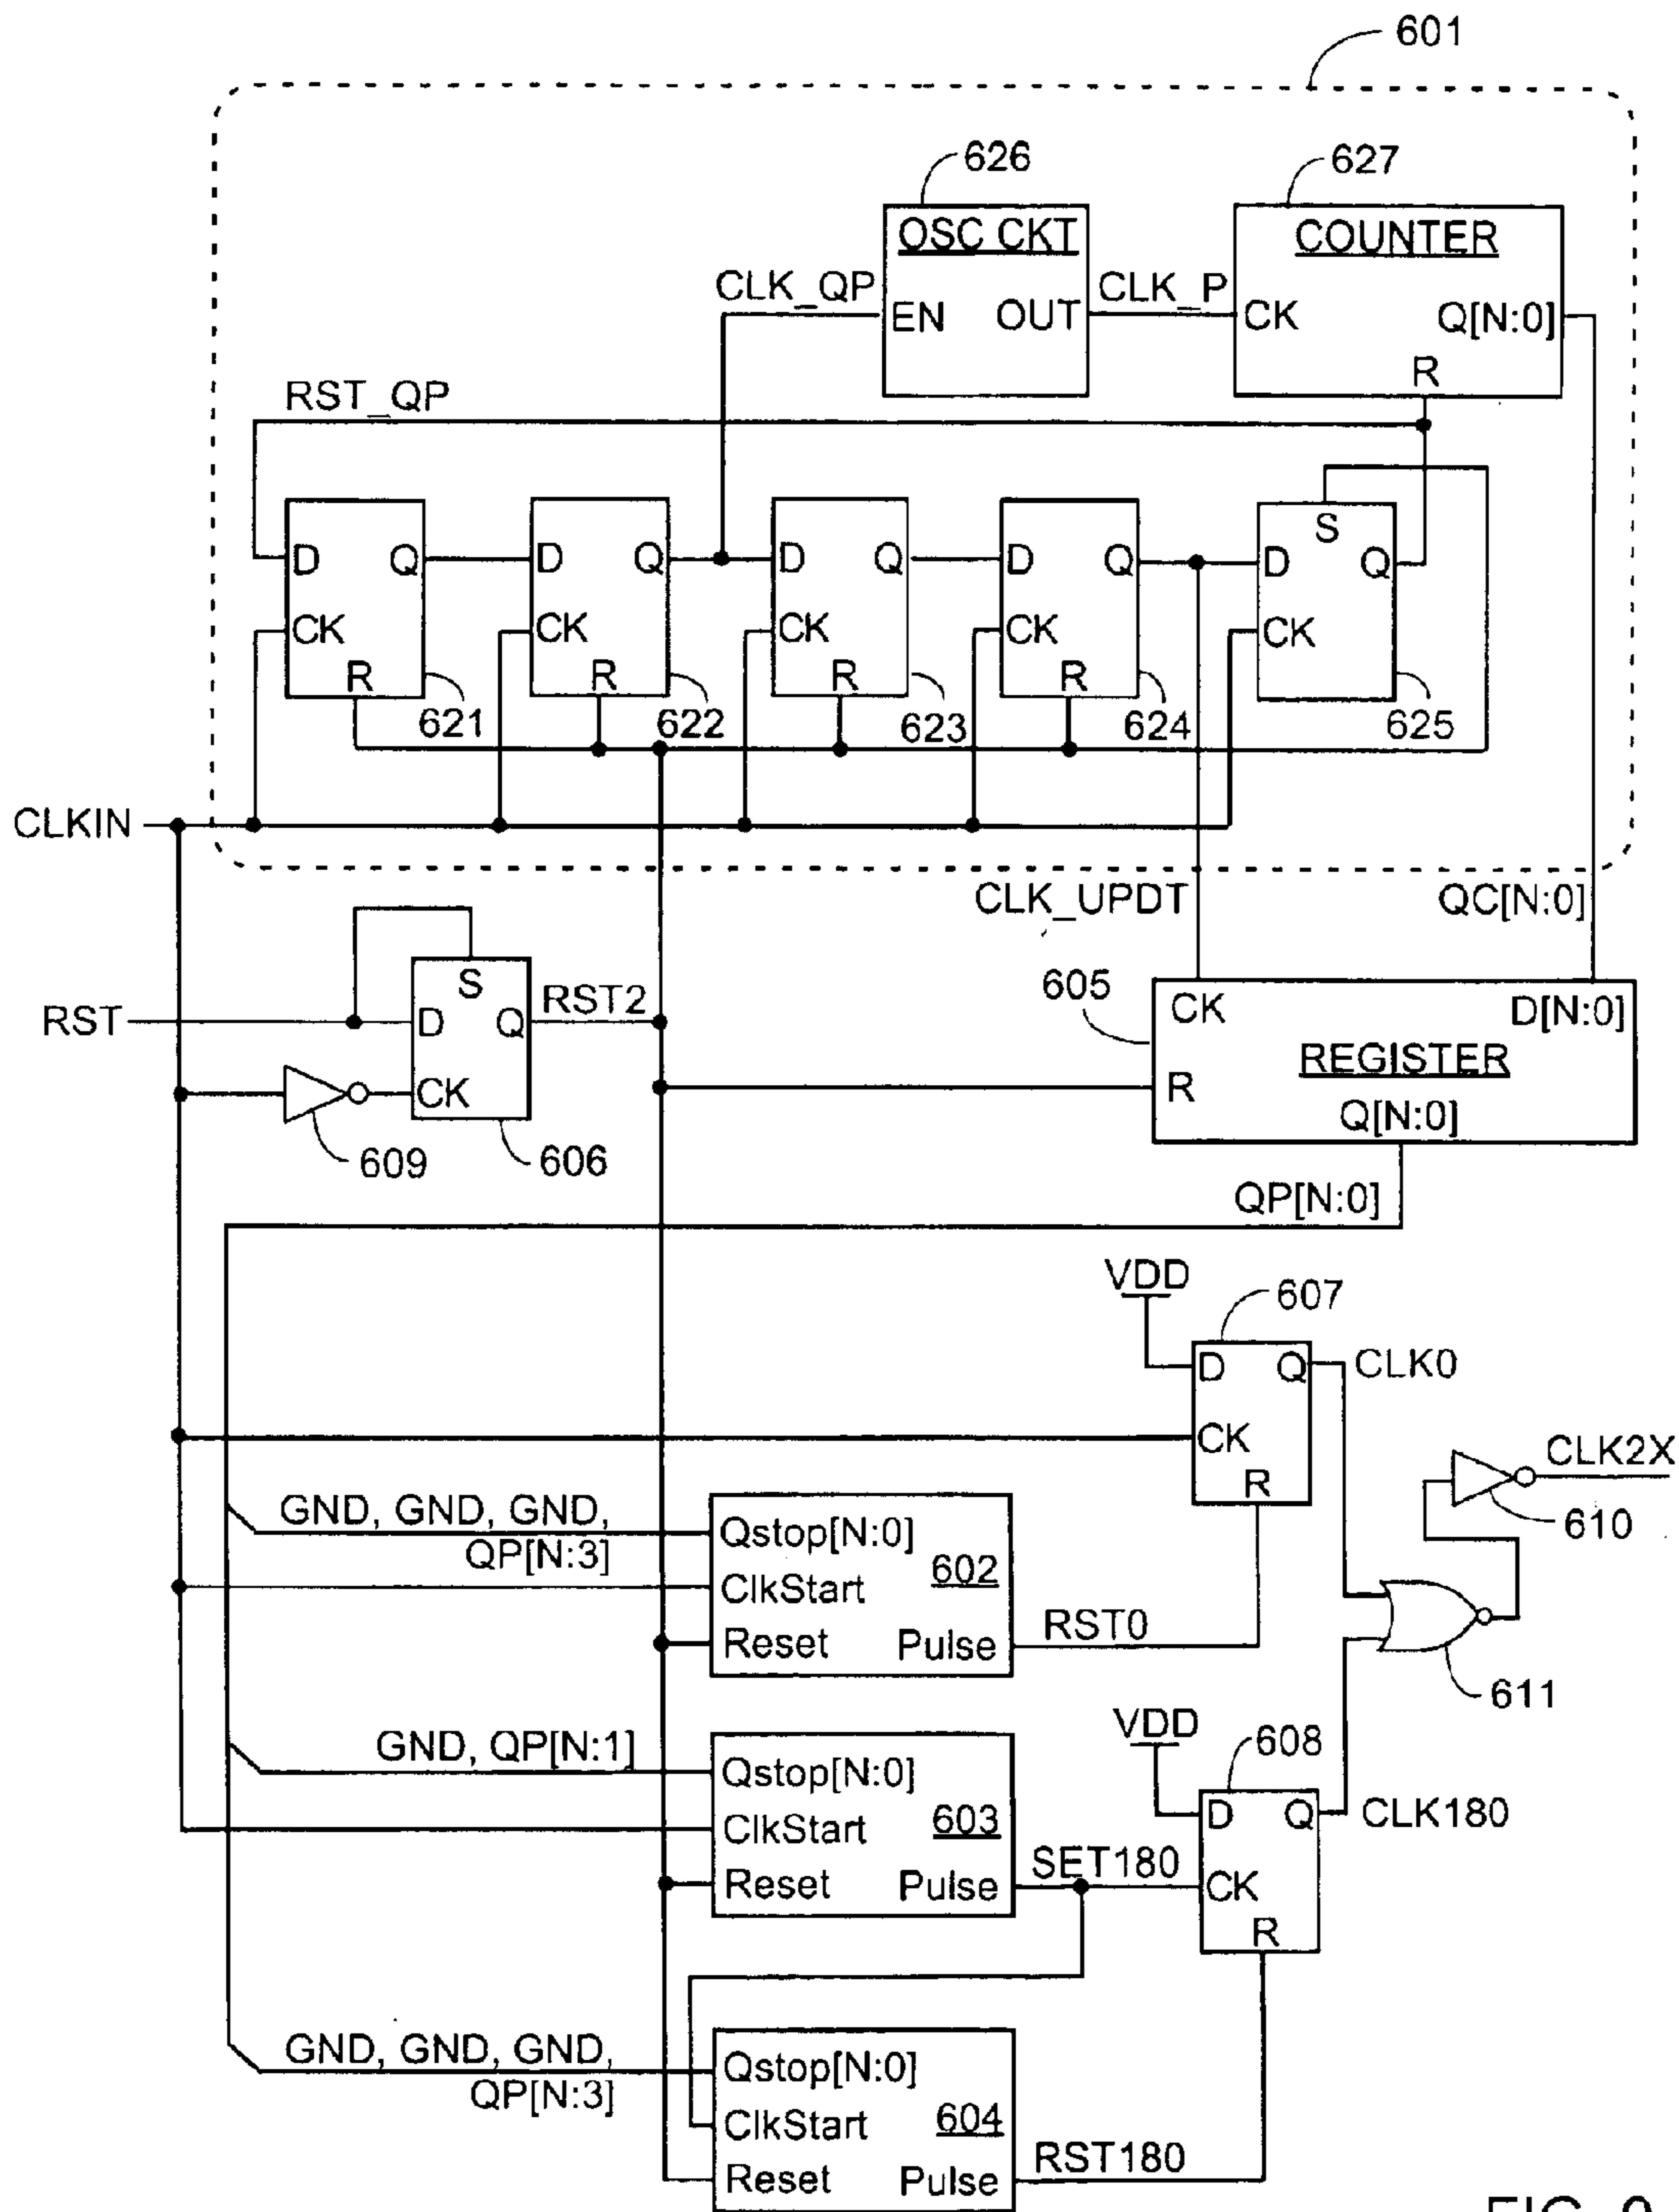 601
626
627
OSC CKT
COUNTER
CLK_QP
EN
OUT
CLK_P
CK
Q[N:0]
R
RST_QP
D
Q
CK
R
621
D
Q
CK
R
622
D
Q
CK
R
623
D
Q
CK
R
624
S
D
Q
CK
625
CLKIN
CLK_UPDT
QC[N:0]
RST
S
D
Q
CK
RST2
609
606
605
CK
D[N:0]
REGISTER
R
Q[N:0]
QP[N:0]
VDD
607
D
Q
CK
R
CLK0
CLK2X
610
GND, GND, GND,
QP[N:3]
Qstop[N:0]
602
ClkStart
Reset
Pulse
RST0
611
GND, QP[N:1]
Qstop[N:0]
603
ClkStart
Reset
Pulse
SET180
VDD
608
D
Q
CK
R
CLK180
GND, GND, GND,
QP[N:3]
Qstop[N:0]
604
ClkStart
Reset
Pulse
RST180